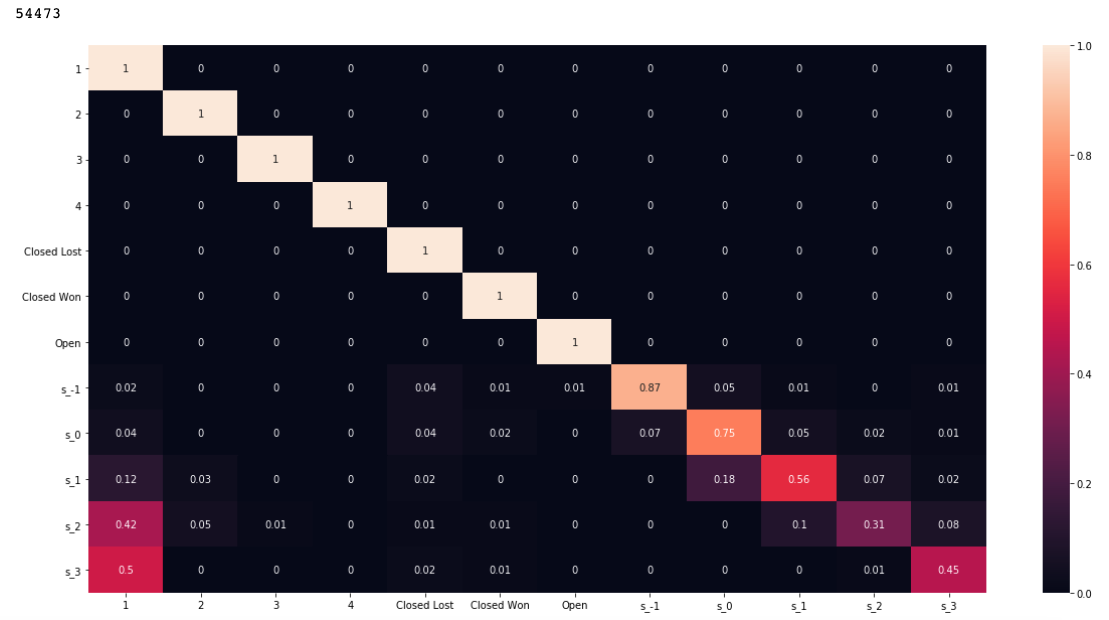 54473
1 1 0 0 0 0 0 0 0 0 0 0 0 1.0
2 0 1 0 0 0 0 0 0 0 0 0 0
3 0 0 1 0 0 0 0 0 0 0 0 0 0.8
4 0 0 0 1 0 0 0 0 0 0 0 0
Closed Lost 0 0 0 0 1 0 0 0 0 0 0 0
Closed Won 0 0 0 0 0 1 0 0 0 0 0 0 0.6
Open 0 0 0 0 0 0 1 0 0 0 0 0
s_-1 0.02 0 0 0 0.04 0.01 0.01 0.87 0.05 0.01 0 0.01 0.4
s_0 0.04 0 0 0 0.04 0.02 0 0.07 0.75 0.05 0.02 0.01
s_1 0.12 0.03 0 0 0.02 0 0 0 0.18 0.56 0.07 0.02 0.2
s_2 0.42 0.05 0.01 0 0.01 0.01 0 0 0 0.1 0.31 0.08
s_3 0.5 0 0 0 0.02 0.01 0 0 0 0 0.01 0.45 0.0
1 2 3 4 Closed Lost Closed Won Open s_-1 s_0 s_1 s_2 s_3